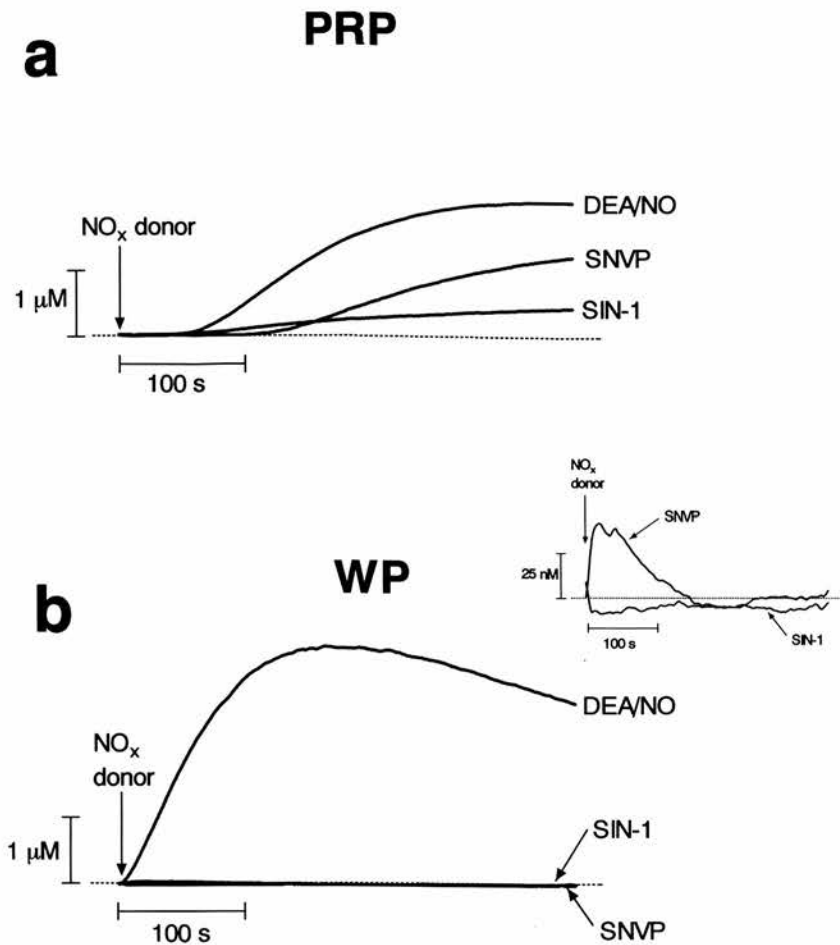 a
PRP
NOx donor
DEA/NO
SNVP
SIN-1
1 μM
100 s
b
WP
NOx
donor
SNVP
25 nM
100 s
SIN-1
DEA/NO
NOx
donor
1 μM
SIN-1
SNVP
100 s